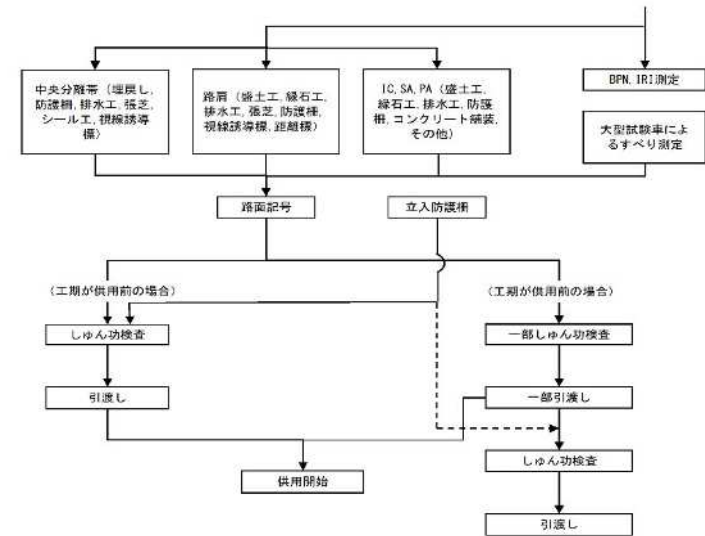 中央分離帯（埋戻し,
防護柵, 排水工, 張芝,
シール工, 視線誘導
標）
路肩（盛土工, 縁石工,
排水工, 張芝, 防護柵,
視線誘導標, 距離標）
IC, SA, PA（盛土工,
縁石工, 排水工, 防護
柵, コンクリート舗装,
その他）
BPN, IRI測定
大型試験車によ
るすべり測定
路面記号
立入防護柵
（工期が供用前の場合）
（工期が供用前の場合）
しゅん功検査
一部しゅん功検査
引渡し
一部引渡し
しゅん功検査
供用開始
引渡し